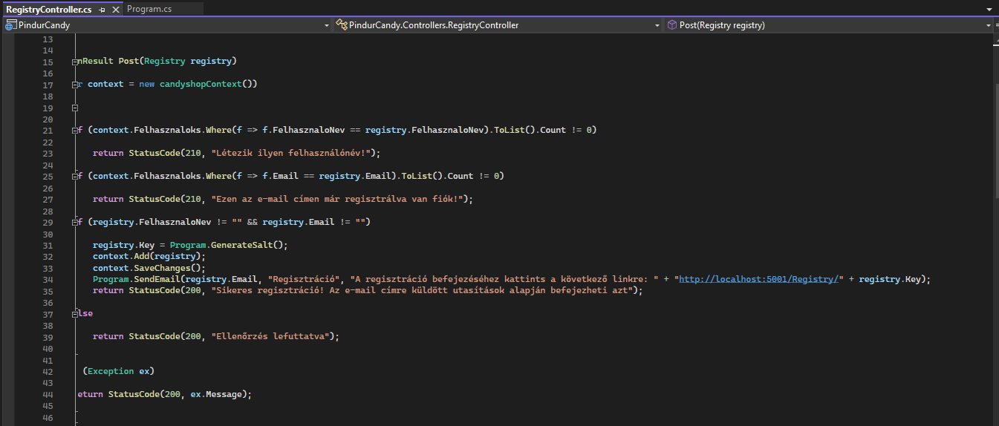 RegistryController.cs Program.cs
PindurCandy PindurCandy.Controllers.RegistryController Post(Registry registry)
13
14
15 nResult Post(Registry registry)
16
17 r context = new candyshopContext())
18
19
20
21 f (context.Felhasznaloks.Where(f => f.FelhasznaloNev == registry.FelhasznaloNev).ToList().Count != 0)
22
23 return StatusCode(210, "Létezik ilyen felhasználónév!");
24
25 f (context.Felhasznaloks.Where(f => f.Email == registry.Email).ToList().Count != 0)
26
27 return StatusCode(210, "Ezen az e-mail címen már regisztrálva van fiók!");
28
29 f (registry.FelhasznaloNev != "" && registry.Email != "")
30
31 registry.Key = Program.GenerateSalt();
32 context.Add(registry);
33 context.SaveChanges();
34 Program.SendEmail(registry.Email, "Regisztráció", "A regisztráció befejezéséhez kattints a következő linkre: " + "http://localhost:5001/Registry/" + registry.Key);
35 return StatusCode(200, "Sikeres regisztráció! Az e-mail címre küldött utasítások alapján befejezheti azt");
36
37 lse
38
39 return StatusCode(200, "Ellenőrzés lefuttatva");
40
41
42 (Exception ex)
43
44 eturn StatusCode(200, ex.Message);
45
46